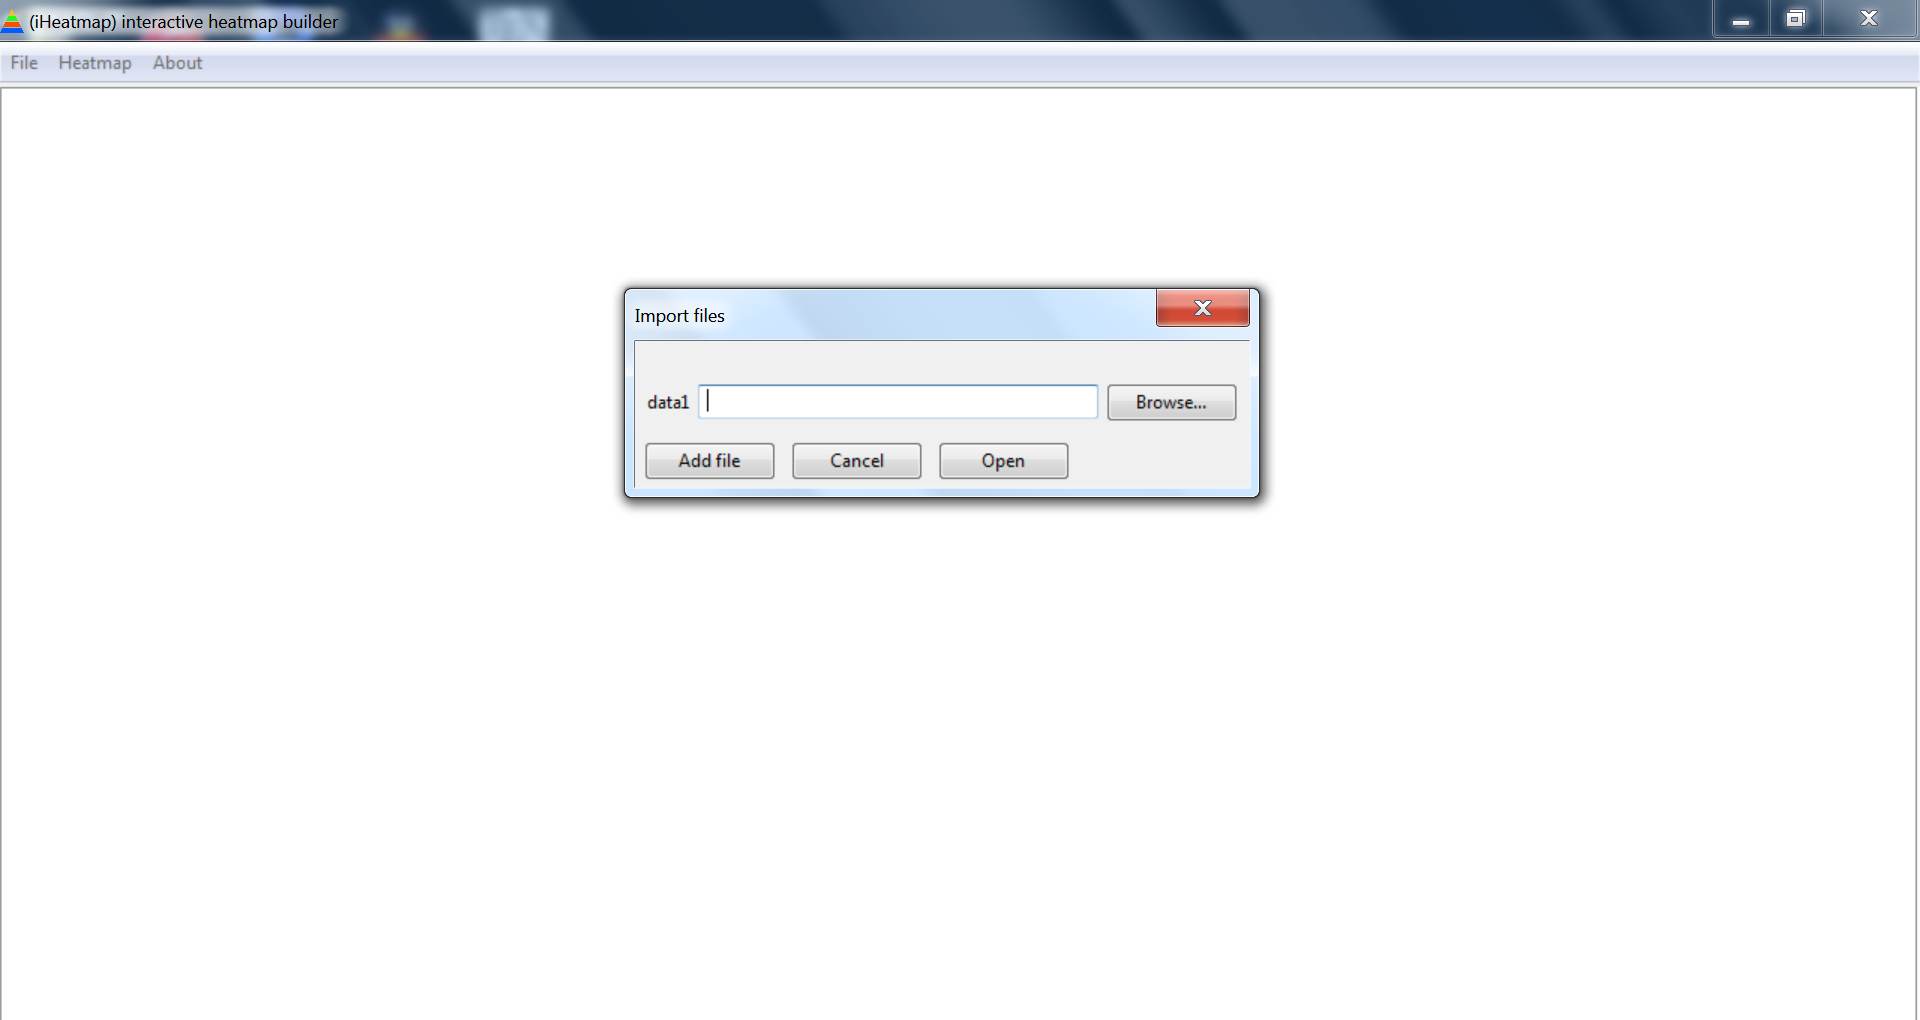 (iHeatmap) interactive heatmap builder
File Heatmap About
Import files
data1 Browse...
Add file Cancel Open